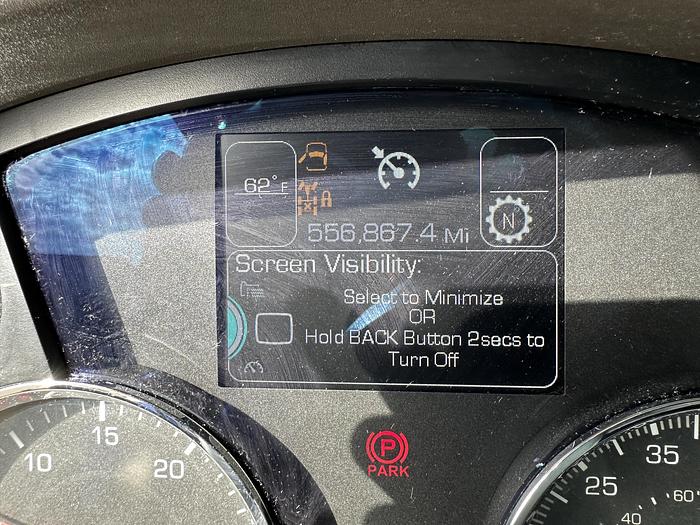 62° F
556,867.4 Mi
N
Screen Visibility:
Select to Minimize
OR
Hold BACK Button 2secs to
Turn Off
P
PARK
10
15
20
25
35
40
60